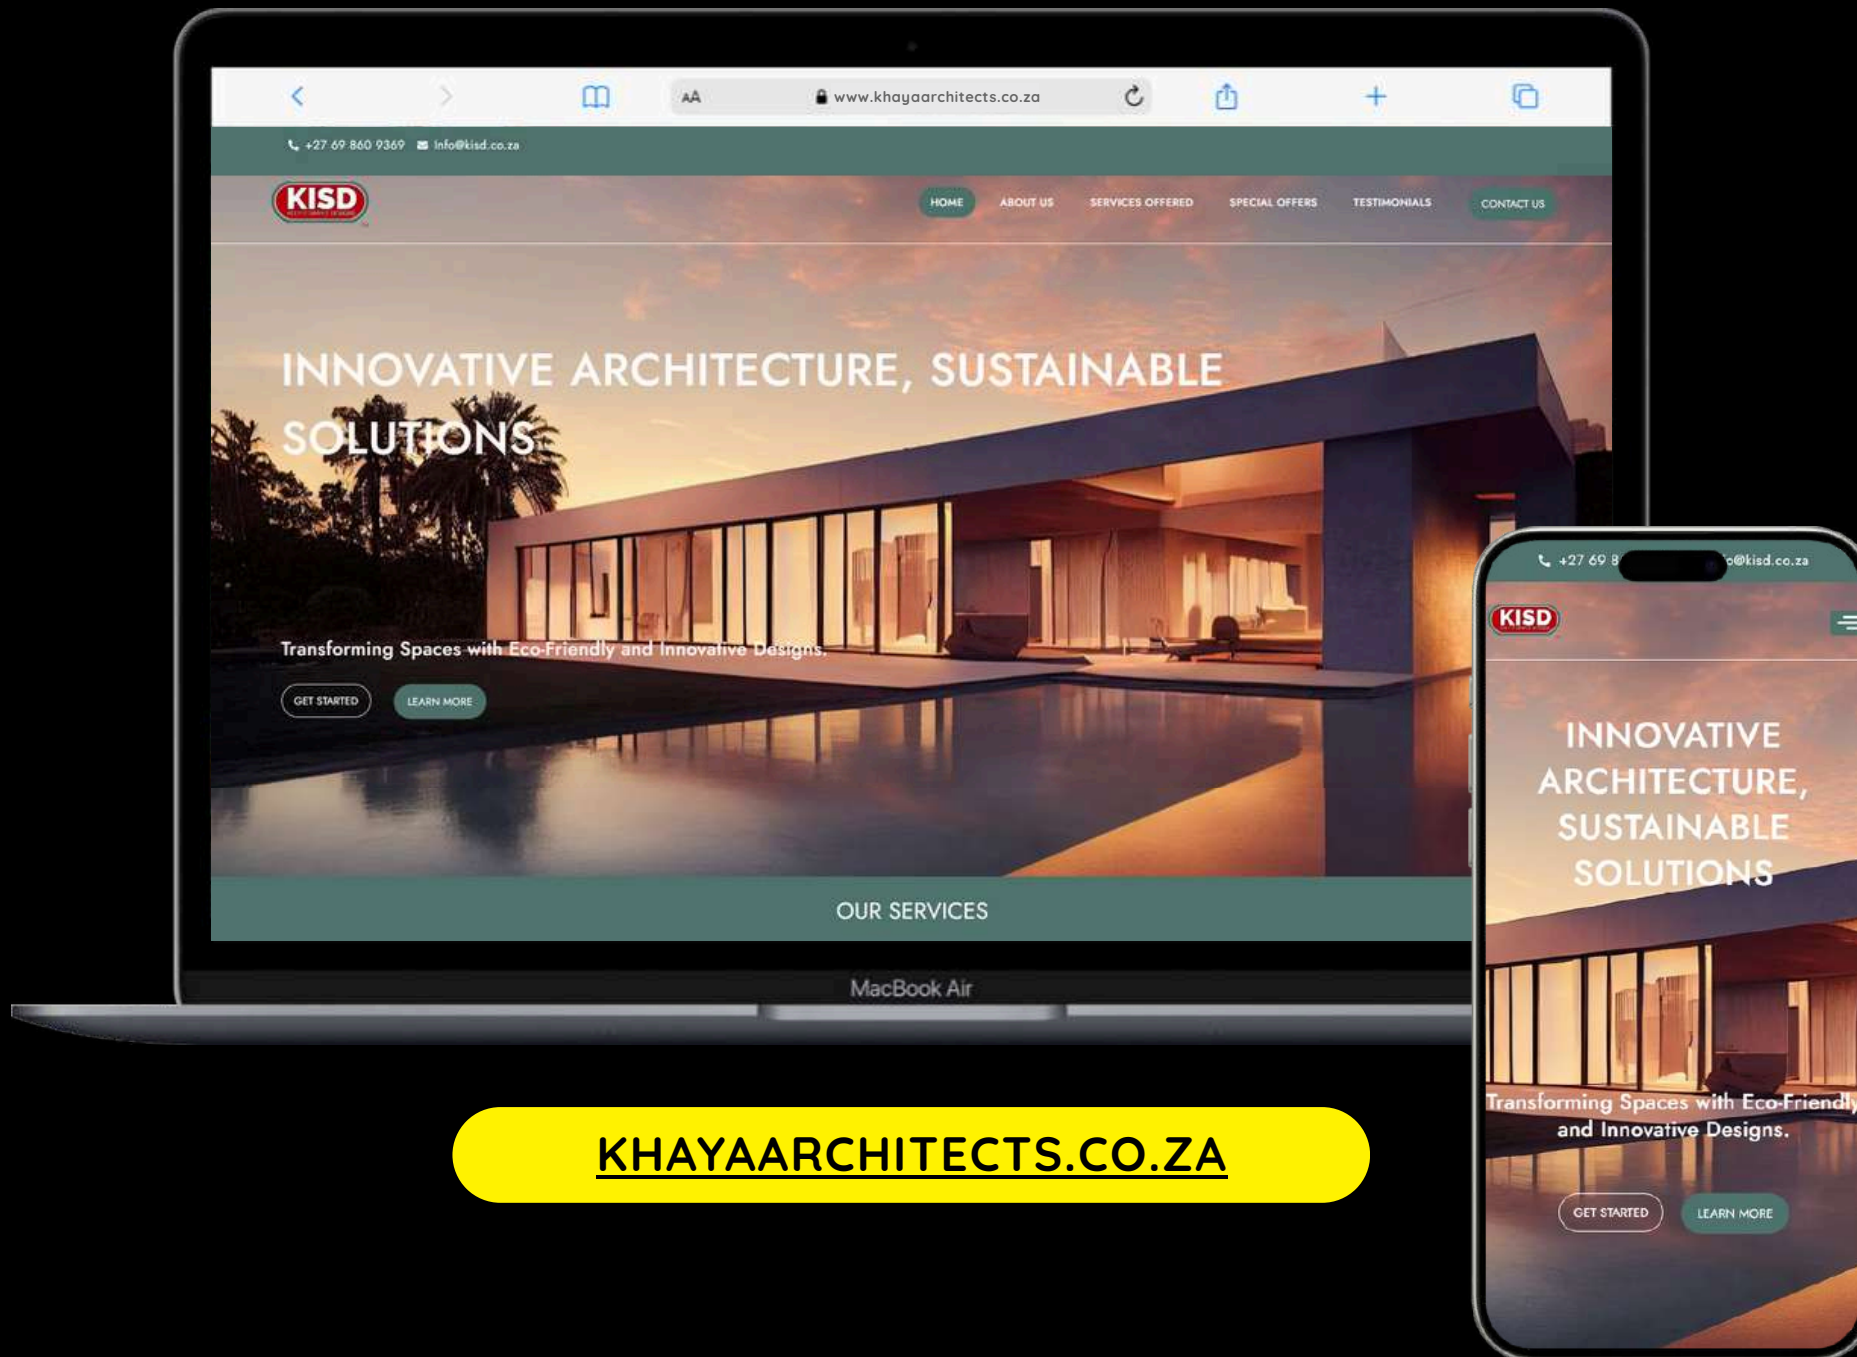 AA
www.khayaarchitects.co.za
+27 69 860 9369 Info@kisd.co.za
KISD
HOME ABOUT US SERVICES OFFERED SPECIAL OFFERS TESTIMONIALS CONTACT US
INNOVATIVE ARCHITECTURE, SUSTAINABLE
SOLUTIONS
Transforming Spaces with Eco-Friendly and Innovative Designs.
GET STARTED LEARN MORE
OUR SERVICES
MacBook Air
+27 69 8 o@kisd.co.za
KISD
INNOVATIVE
ARCHITECTURE,
SUSTAINABLE
SOLUTIONS
Transforming Spaces with Eco-Friendly
and Innovative Designs.
GET STARTED LEARN MORE
KHAYAARCHITECTS.CO.ZA